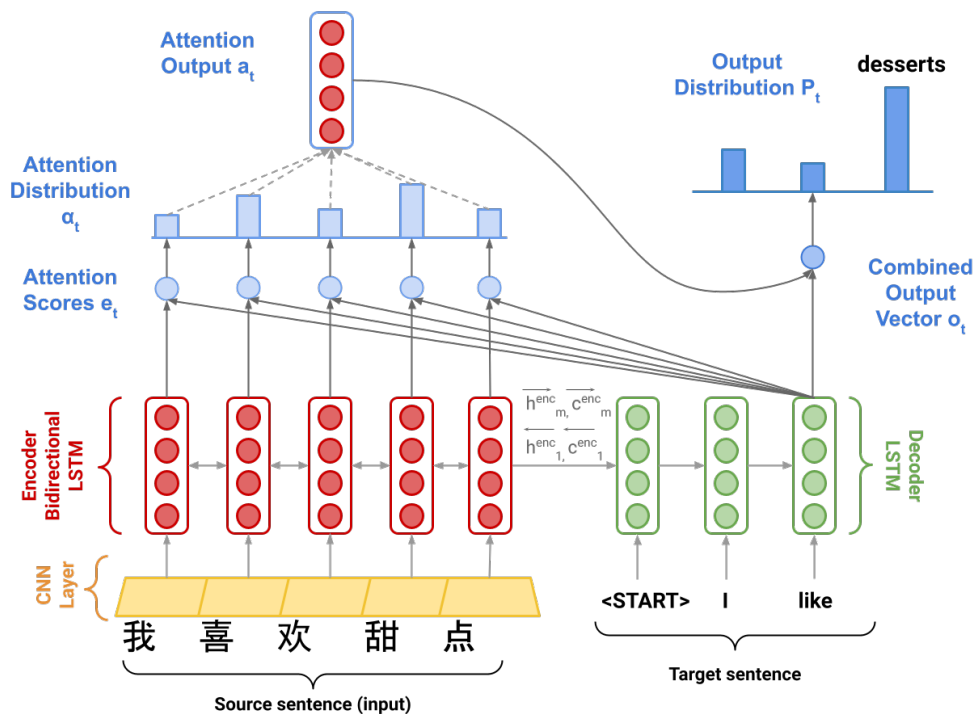 Attention
Output a_t
Output
Distribution P_t
desserts
Attention
Distribution
α_t
Attention
Scores e_t
Combined
Output
Vector o_t
Encoder
Bidirectional
LSTM
h^enc_m, c^enc_m
h^enc_1, c^enc_1
Decoder
LSTM
CNN
Layer
<START> I like
我 喜 欢 甜 点
Target sentence
Source sentence (input)